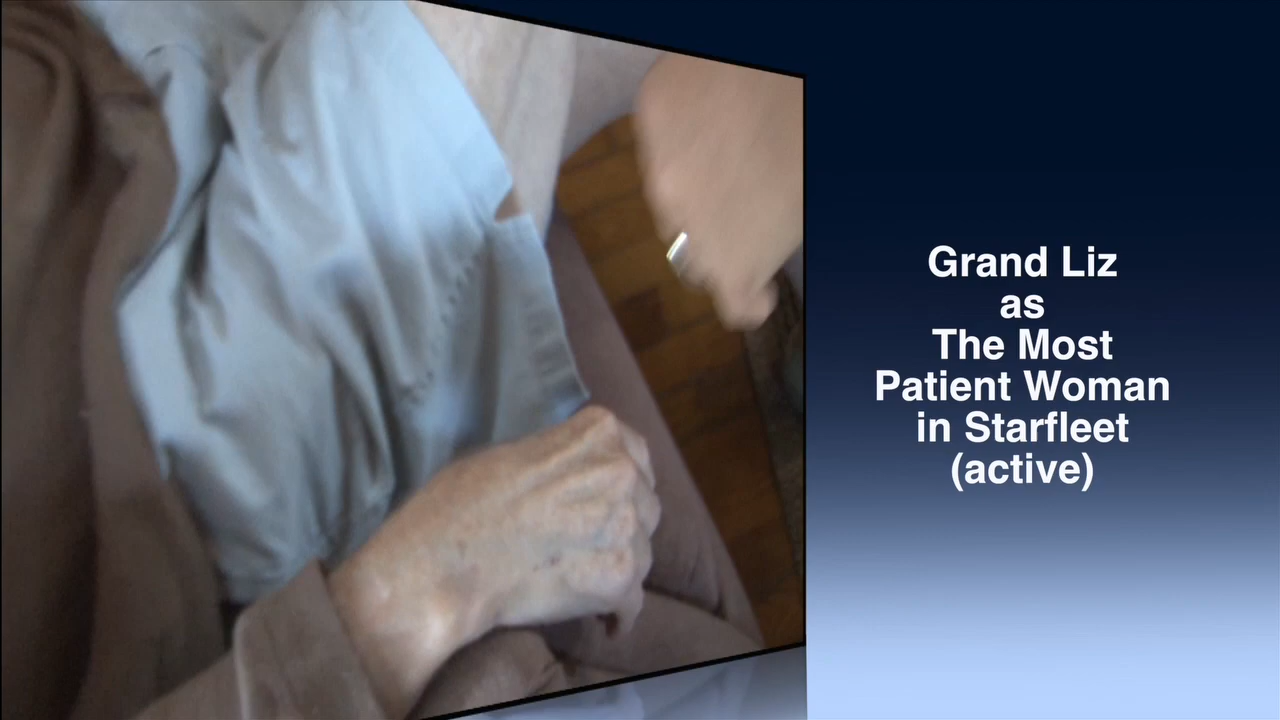 Grand Liz
as
The Most
Patient Woman
in Starfleet
(active)